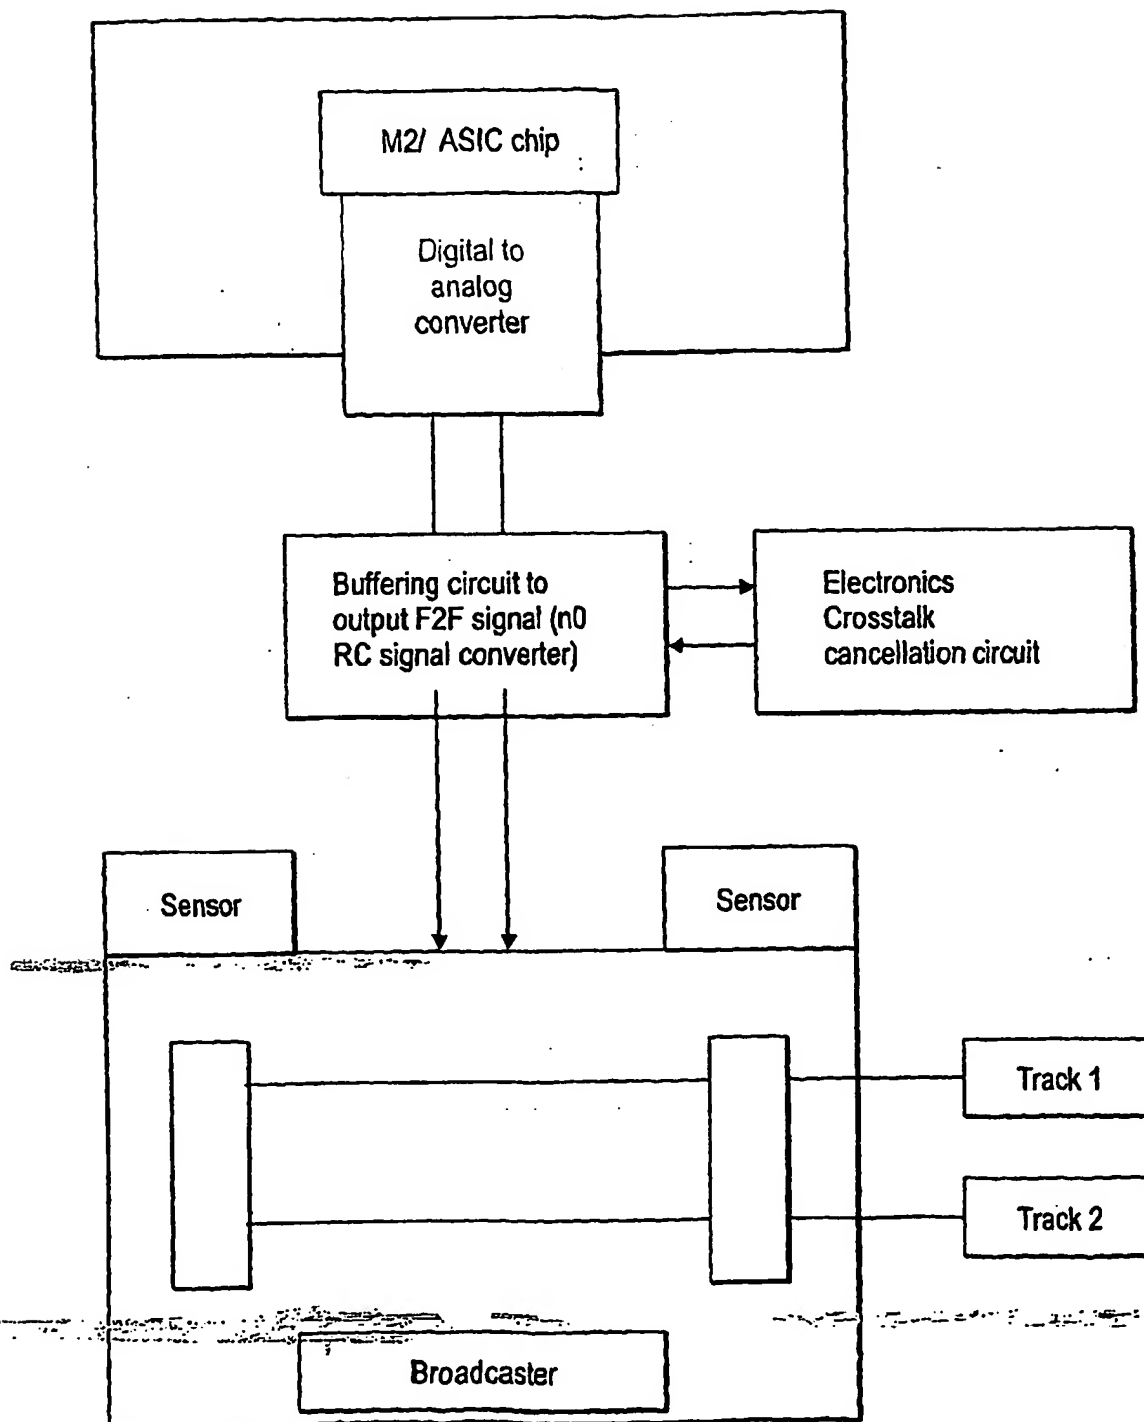 M2/ ASIC chip
Digital to
analog
converter
Buffering circuit to
output F2F signal (n0
RC signal converter)
Electronics
Crosstalk
cancellation circuit
Sensor
Sensor
Track 1
Track 2
Broadcaster